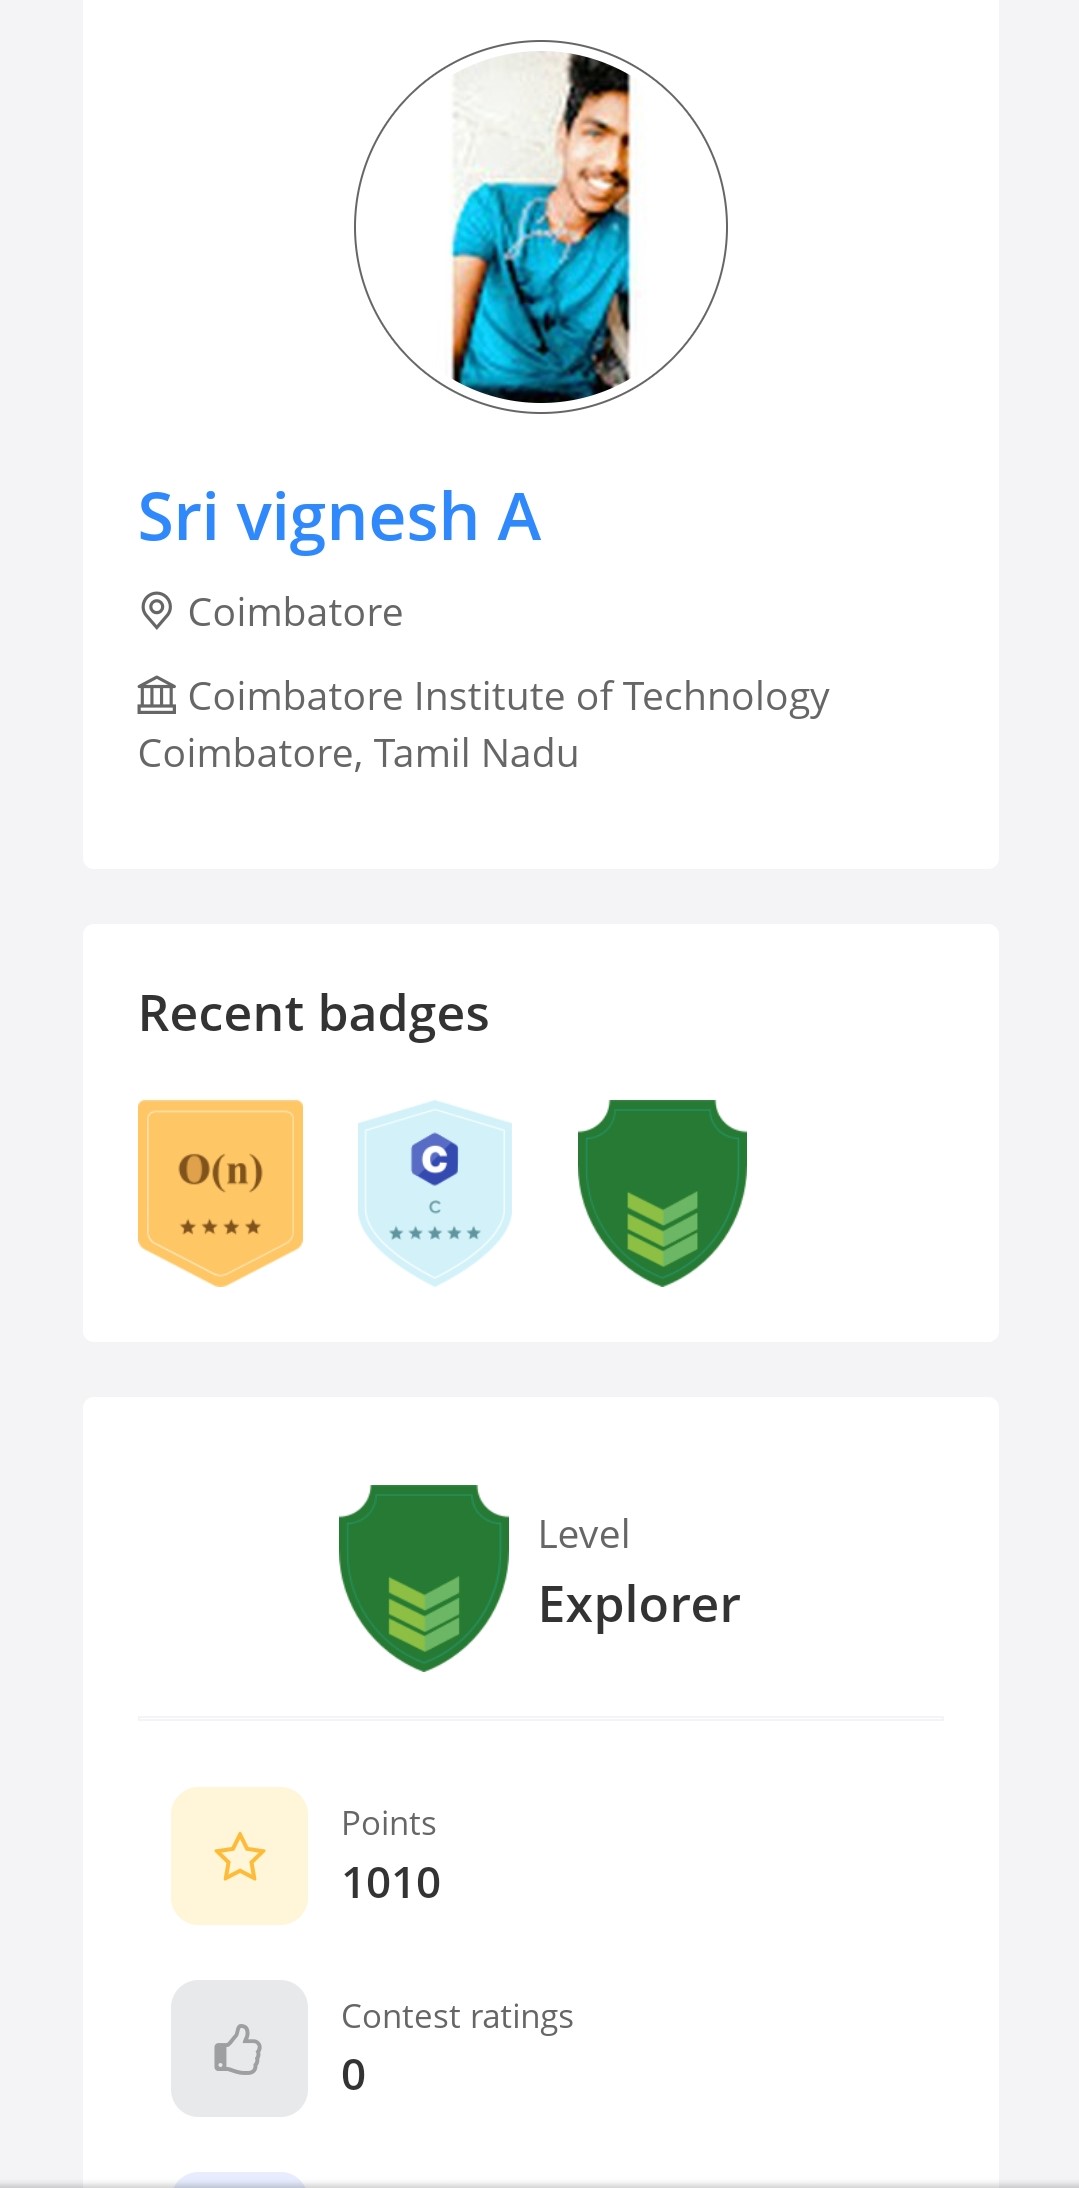 Sri vignesh A
Coimbatore
Coimbatore Institute of Technology
Coimbatore, Tamil Nadu
Recent badges
O(n)
C
C
Level
Explorer
Points
1010
Contest ratings
0